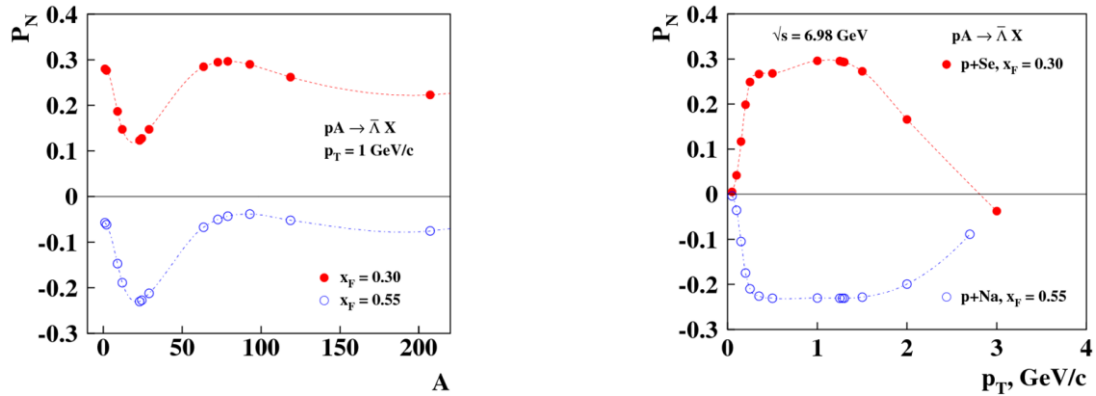 P_N
0.4
0.3
0.2
0.1
0
-0.1
-0.2
-0.3
pA → Λ̄ X
p_T = 1 GeV/c
x_F = 0.30
x_F = 0.55
0 50 100 150 200
A
P_N
0.4
0.3
0.2
0.1
0
-0.1
-0.2
-0.3
√s = 6.98 GeV
pA → Λ̄ X
p+Se, x_F = 0.30
p+Na, x_F = 0.55
0 1 2 3 4
p_T, GeV/c